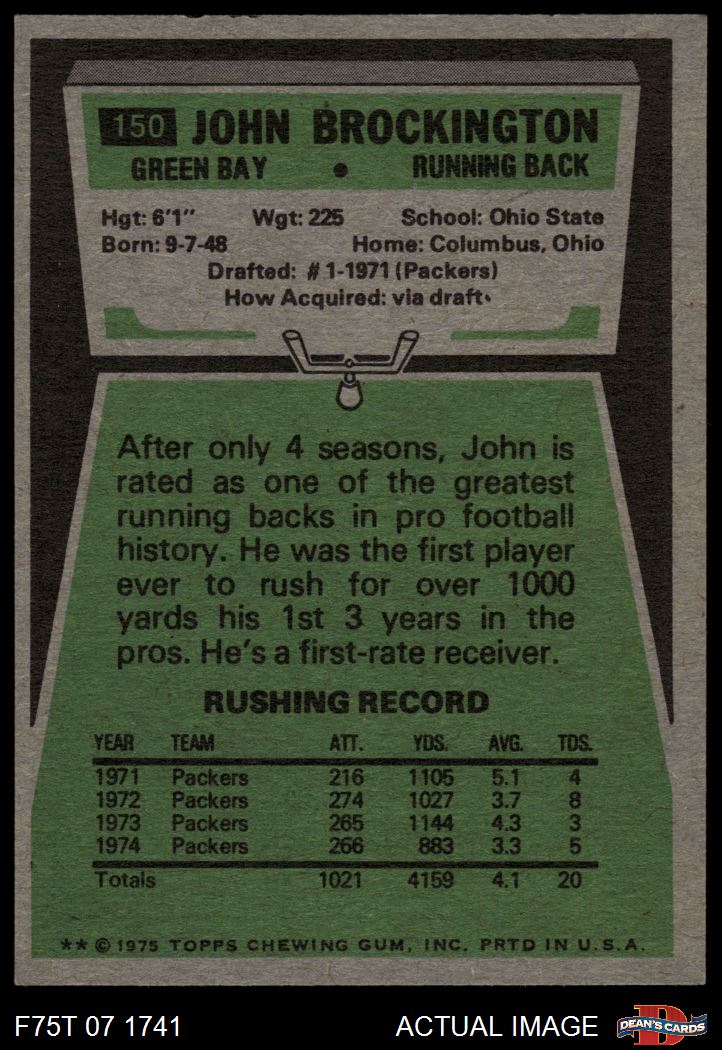 150 JOHN BROCKINGTON
GREEN BAY • RUNNING BACK
Hgt: 6'1" Wgt: 225 School: Ohio State
Born: 9-7-48 Home: Columbus, Ohio
Drafted: #1-1971 (Packers)
How Acquired: via draft.
After only 4 seasons, John is
rated as one of the greatest
running backs in pro football
history. He was the first player
ever to rush for over 1000
yards his 1st 3 years in the
pros. He's a first-rate receiver.
RUSHING RECORD
YEAR TEAM ATT. YDS. AVG. TDS.
1971 Packers 216 1105 5.1 4
1972 Packers 274 1027 3.7 8
1973 Packers 265 1144 4.3 3
1974 Packers 266 883 3.3 5
Totals 1021 4159 4.1 20
** © 1975 TOPPS CHEWING GUM, INC. PRTD IN U.S.A.
F75T 07 1741 ACTUAL IMAGE D DEAN'S CARDS